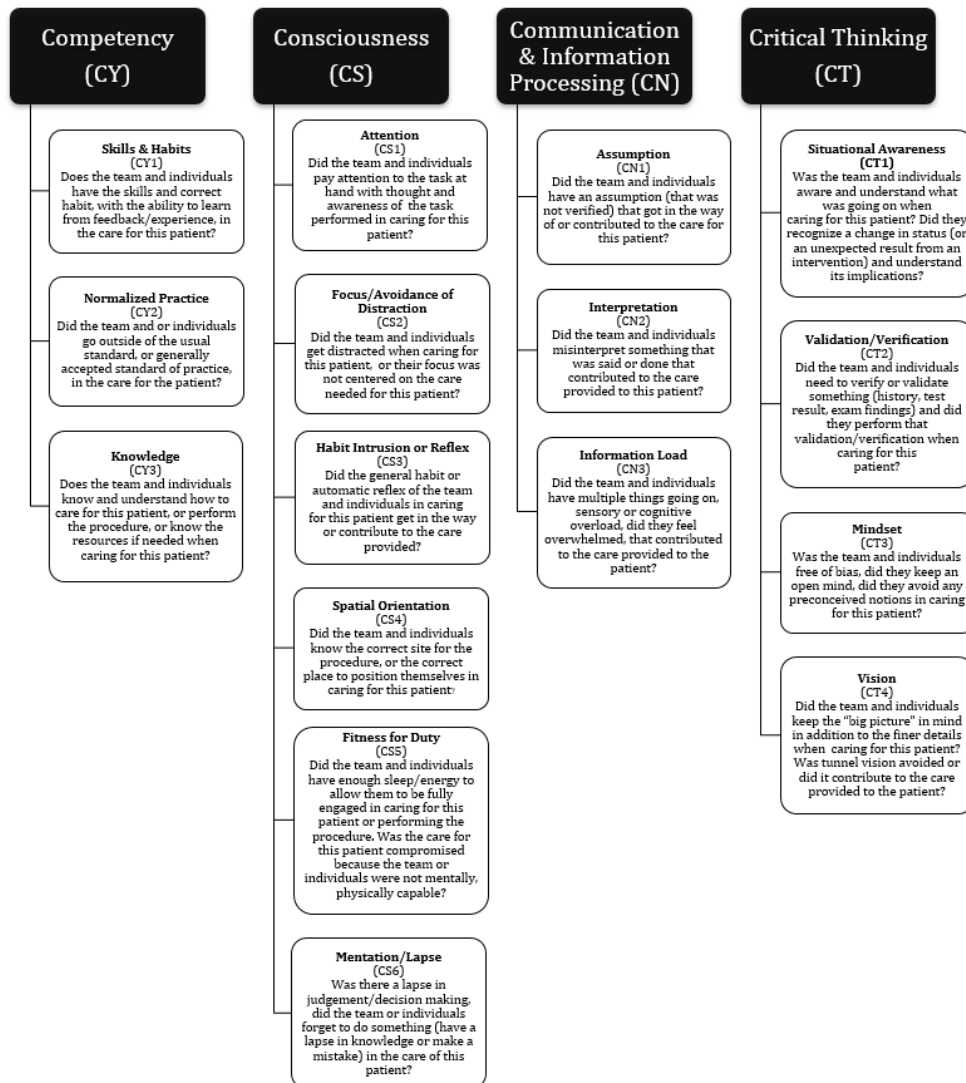 Competency
(CY)
Skills & Habits
(CY1)
Does the team and individuals
have the skills and correct
habit, with the ability to learn
from feedback/experience, in
the care for this patient?
Normalized Practice
(CY2)
Did the team and or individuals
go outside of the usual
standard, or generally
accepted standard of practice,
in the care for the patient?
Knowledge
(CY3)
Does the team and individuals
know and understand how to
care for this patient, or perform
the procedure, or know the
resources if needed when
caring for this patient?
Consciousness
(CS)
Attention
(CS1)
Did the team and individuals
pay attention to the task at
hand with thought and
awareness of the task
performed in caring for this
patient?
Focus/Avoidance of
Distraction
(CS2)
Did the team and individuals
get distracted when caring for
this patient, or their focus was
not centered on the care
needed for this patient?
Habit Intrusion or Reflex
(CS3)
Did the general habit or
automatic reflex of the team
and individuals in caring
for this patient get in the way
or contribute to the care
provided?
Spatial Orientation
(CS4)
Did the team and individuals
know the correct site for the
procedure, or the correct
place to position themselves in
caring for this patient?
Fitness for Duty
(CS5)
Did the team and individuals
have enough sleep/energy to
allow them to be fully
engaged in caring for this
patient or performing the
procedure. Was the care for
this patient compromised
because the team or
individuals were not mentally,
physically capable?
Mentation/Lapse
(CS6)
Was there a lapse in
judgement/decision making,
did the team or individuals
forget to do something (have a
lapse in knowledge or make a
mistake) in the care of this
patient?
Communication
& Information
Processing (CN)
Assumption
(CN1)
Did the team and individuals
have an assumption (that was
not verified) that got in the way
of or contributed to the care for
this patient?
Interpretation
(CN2)
Did the team and individuals
misinterpret something that
was said or done that
contributed to the care
provided to this patient?
Information Load
(CN3)
Did the team and individuals
have multiple things going on,
sensory or cognitive
overload, did they feel
overwhelmed, that contributed
to the care provided to the
patient?
Critical Thinking
(CT)
Situational Awareness
(CT1)
Was the team and individuals
aware and understand what
was going on when
caring for this patient? Did they
recognize a change in status (or
an unexpected result from an
intervention) and understand
its implications?
Validation/Verification
(CT2)
Did the team and individuals
need to verify or validate
something (history, test
result, exam findings) and did
they perform that
validation/verification when
caring for this
patient?
Mindset
(CT3)
Was the team and individuals
free of bias, did they keep an
open mind, did they avoid any
preconceived notions in caring
for this patient?
Vision
(CT4)
Did the team and individuals
keep the “big picture” in mind
in addition to the finer details
when caring for this patient?
Was tunnel vision avoided or
did it contribute to the care
provided to the patient?